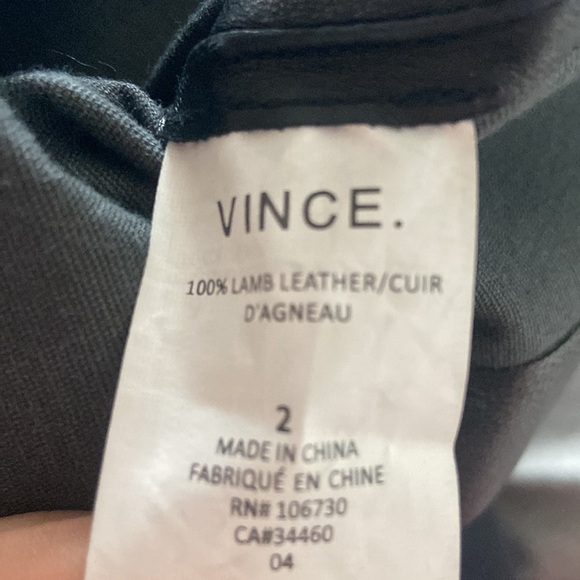 VINCE.
100% LAMB LEATHER/CUIR
D'AGNEAU
2
MADE IN CHINA
FABRIQUÉ EN CHINE
RN# 106730
CA#34460
04